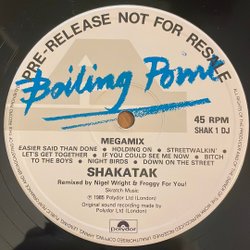 PRE-RELEASE NOT FOR RESALE
Boiling Point
45 RPM
SHAK 1 DJ
MEGAMIX
EASIER SAID THAN DONE • HOLDING ON • STREETWALKIN'
LET'S GET TOGETHER • IF YOU COULD SEE ME NOW • BITCH
TO THE BOYS • NIGHT BIRDS • DOWN ON THE STREET
SHAKATAK
Remixed by Nigel Wright & Froggy For You!
Skratch Music
℗ 1985 Polydor Ltd (London)
Original sound recording made by
Polydor Ltd (London)
polydor